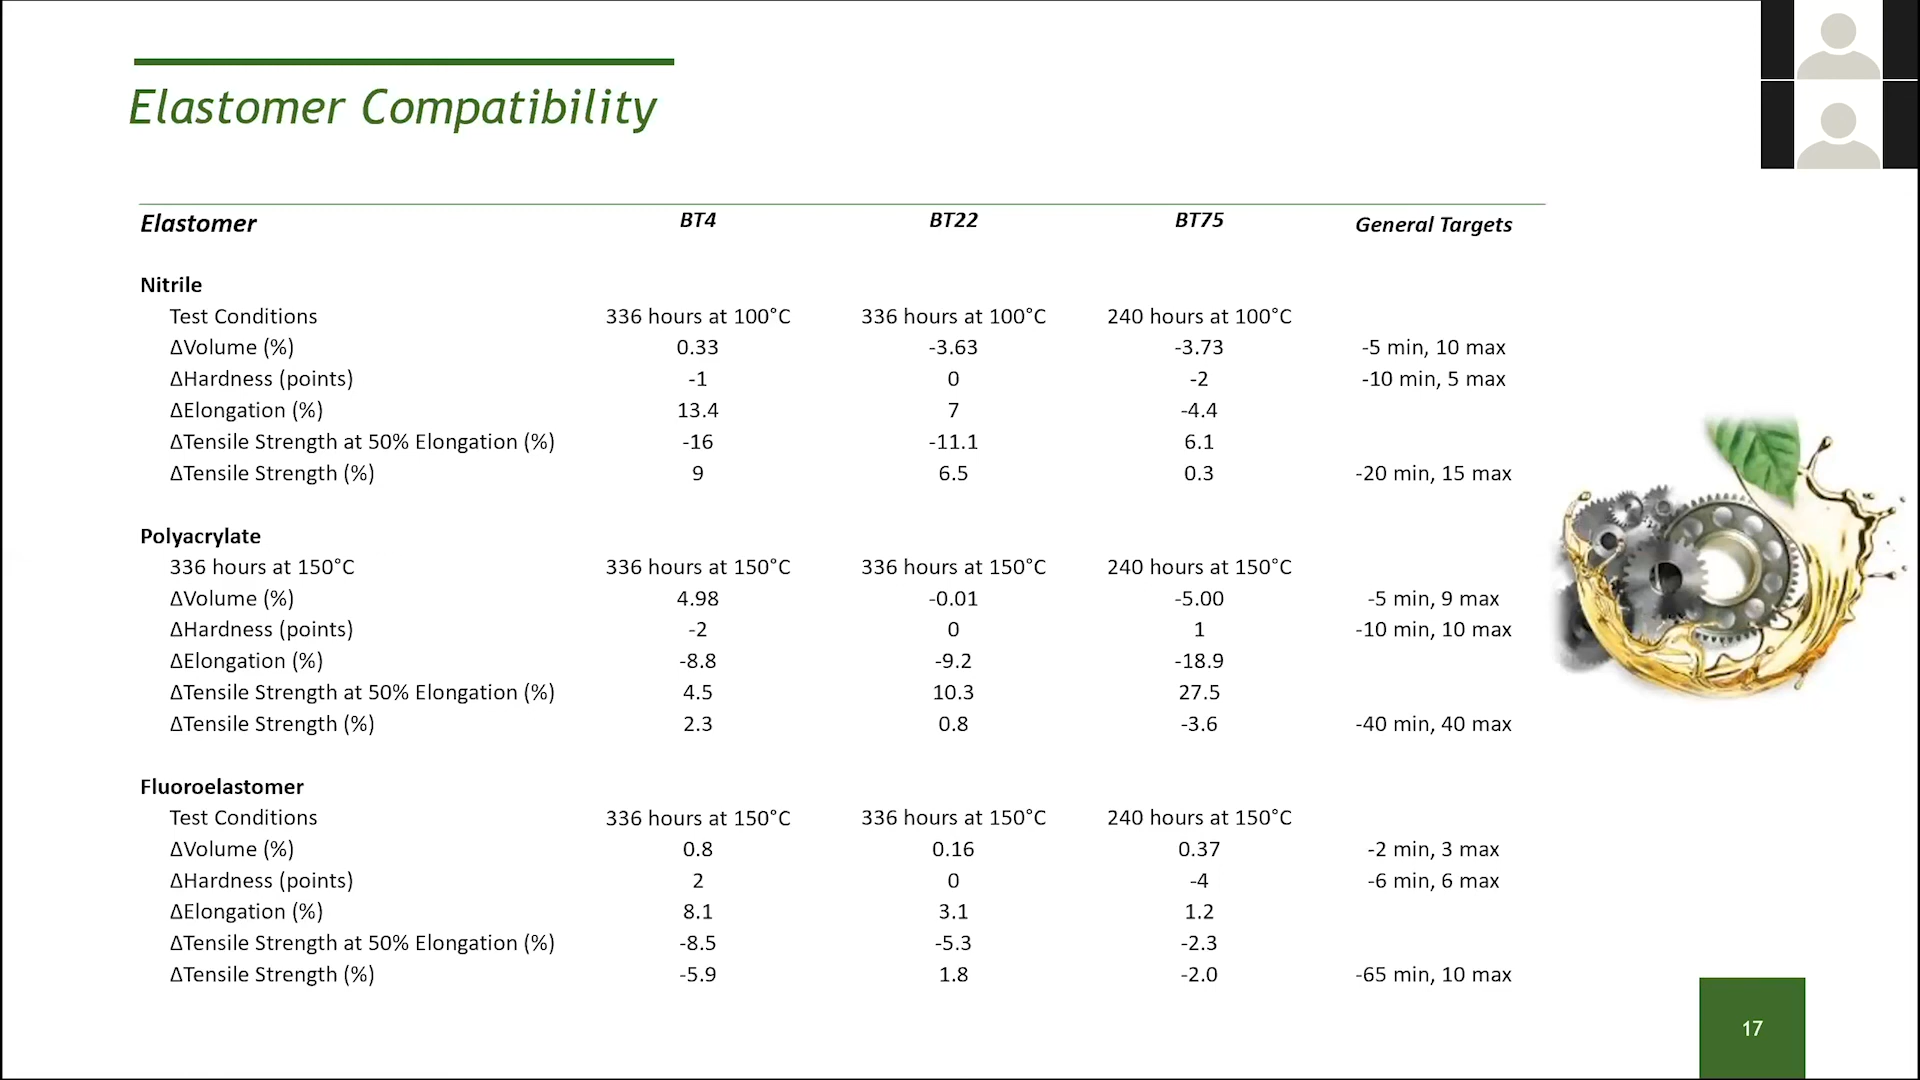 Elastomer Compatibility
Elastomer BT4 BT22 BT75 General Targets
Nitrile
Test Conditions 336 hours at 100°C 336 hours at 100°C 240 hours at 100°C
ΔVolume (%) 0.33 -3.63 -3.73 -5 min, 10 max
ΔHardness (points) -1 0 -2 -10 min, 5 max
ΔElongation (%) 13.4 7 -4.4
ΔTensile Strength at 50% Elongation (%) -16 -11.1 6.1
ΔTensile Strength (%) 9 6.5 0.3 -20 min, 15 max
Polyacrylate
336 hours at 150°C 336 hours at 150°C 336 hours at 150°C 240 hours at 150°C
ΔVolume (%) 4.98 -0.01 -5.00 -5 min, 9 max
ΔHardness (points) -2 0 1 -10 min, 10 max
ΔElongation (%) -8.8 -9.2 -18.9
ΔTensile Strength at 50% Elongation (%) 4.5 10.3 27.5
ΔTensile Strength (%) 2.3 0.8 -3.6 -40 min, 40 max
Fluoroelastomer
Test Conditions 336 hours at 150°C 336 hours at 150°C 240 hours at 150°C
ΔVolume (%) 0.8 0.16 0.37 -2 min, 3 max
ΔHardness (points) 2 0 -4 -6 min, 6 max
ΔElongation (%) 8.1 3.1 1.2
ΔTensile Strength at 50% Elongation (%) -8.5 -5.3 -2.3
ΔTensile Strength (%) -5.9 1.8 -2.0 -65 min, 10 max
17